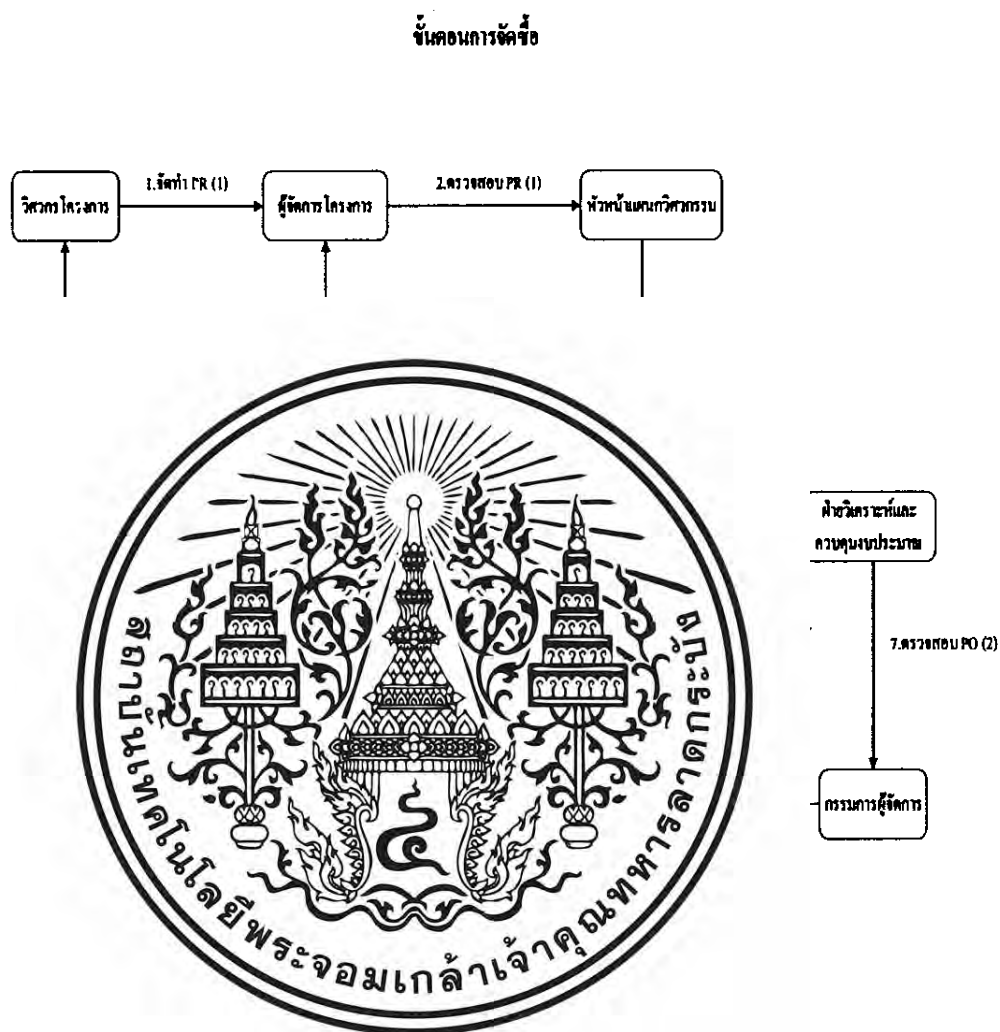 ขั้นตอนการจัดซื้อ
1.จัดทำ PR (1)
2.ตรวจสอบ PR (1)
วิศวกรโครงการ
ผู้จัดการโครงการ
หัวหน้าแผนกวิศวกรรม
ฝ่ายวิเคราะห์และ
ควบคุมงบประมาณ
7.ตรวจสอบ PO (2)
กรรมการผู้จัดการ
สถาบันเทคโนโลยีพระจอมเกล้าเจ้าคุณทหารลาดกระบัง